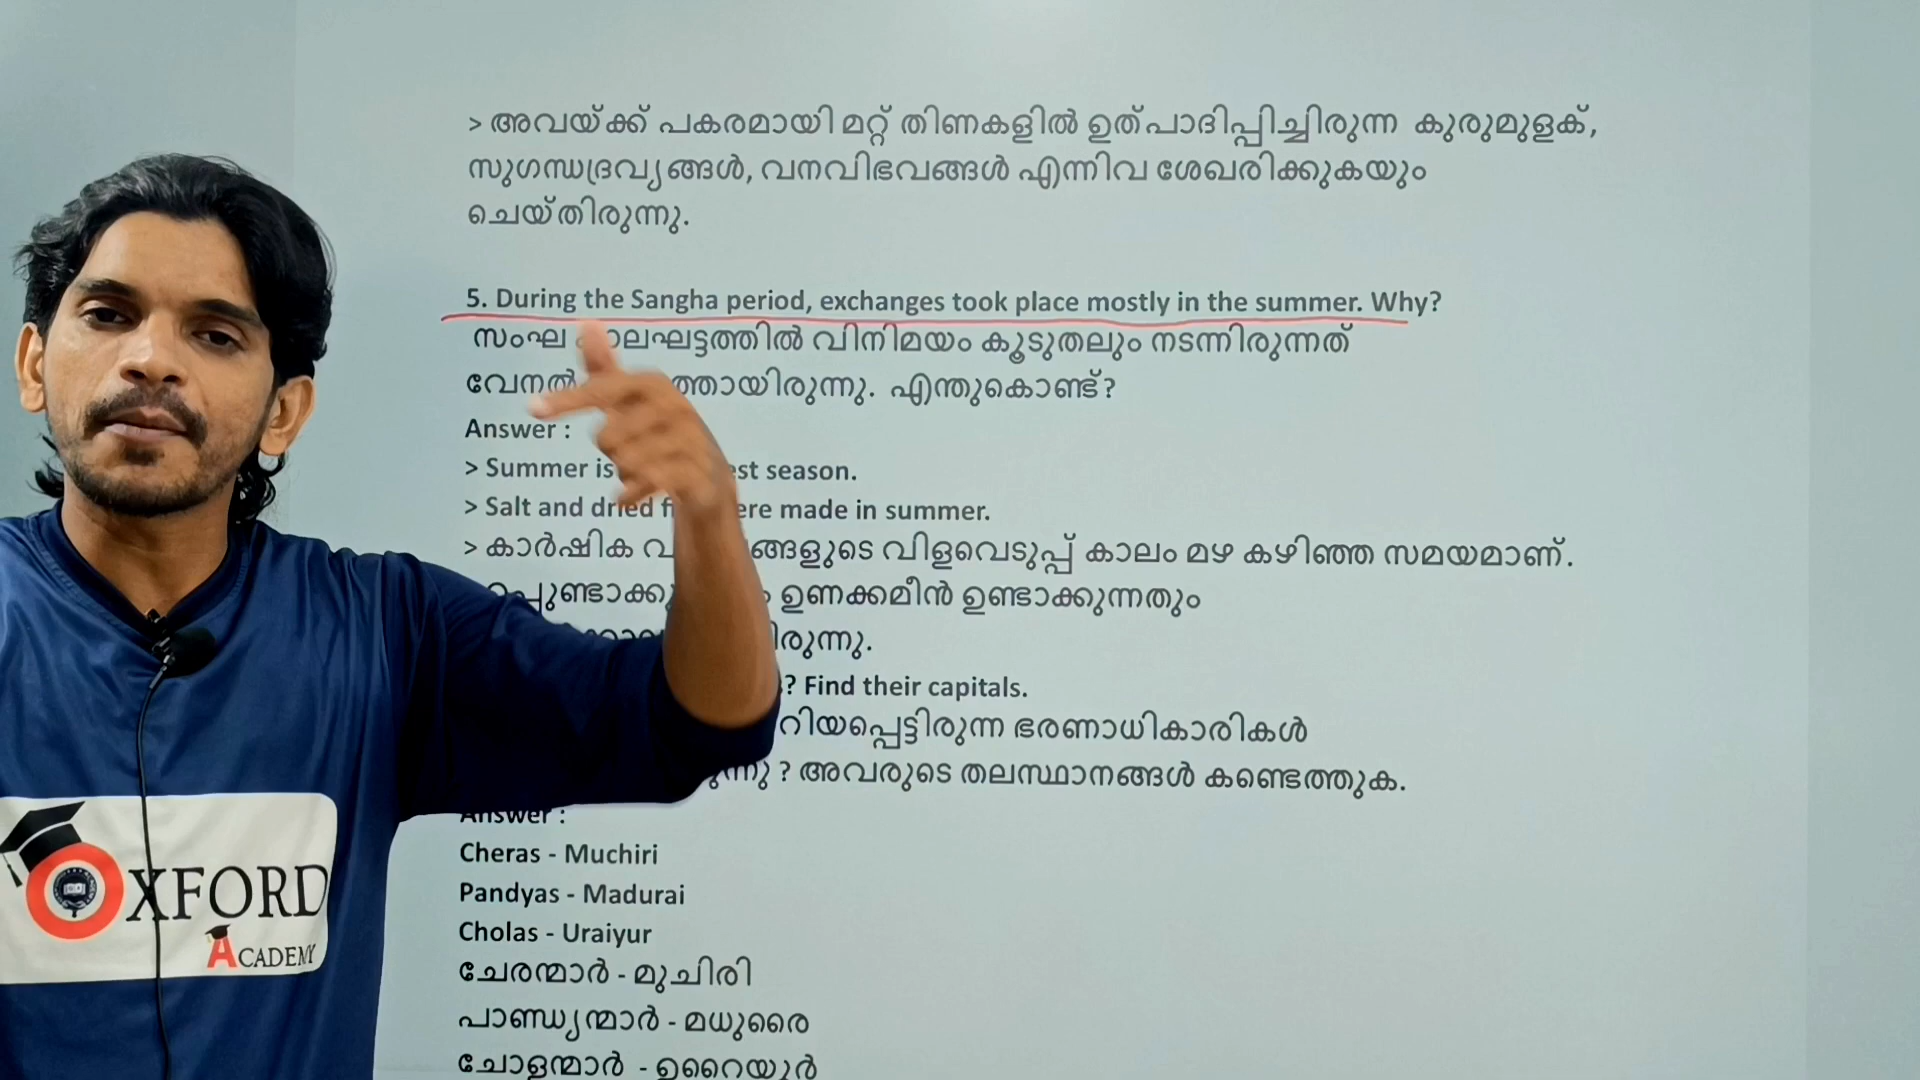 > അവയ്ക്ക് പകരമായി മറ്റ് തിണകളിൽ ഉത്പാദിപ്പിച്ചിരുന്ന കുരുമുളക്,
സുഗന്ധദ്രവ്യങ്ങൾ, വനവിഭവങ്ങൾ എന്നിവ ശേഖരിക്കുകയും
ചെയ്തിരുന്നു.
5. During the Sangha period, exchanges took place mostly in the summer. Why?
സംഘ കാലഘട്ടത്തിൽ വിനിമയം കൂടുതലും നടന്നിരുന്നത്
വേനൽ ത്തായിരുന്നു. എന്തുകൊണ്ട്?
Answer :
> Summer is est season.
> Salt and dried ere made in summer.
> കാർഷിക ങ്ങളുടെ വിളവെടുപ്പ് കാലം മഴ കഴിഞ്ഞ സമയമാണ്.
ഉണക്കമീൻ ഉണ്ടാക്കുന്നതും
രുന്നു.
? Find their capitals.
റിയപ്പെട്ടിരുന്ന ഭരണാധികാരികൾ
? അവരുടെ തലസ്ഥാനങ്ങൾ കണ്ടെത്തുക.
Answer :
Cheras - Muchiri
Pandyas - Madurai
Cholas - Uraiyur
ചേരന്മാർ - മുചിരി
പാണ്ഡ്യന്മാർ - മധുരൈ
ചോളന്മാർ - ഉറൈയൂർ
OXFORD
ACADEMY